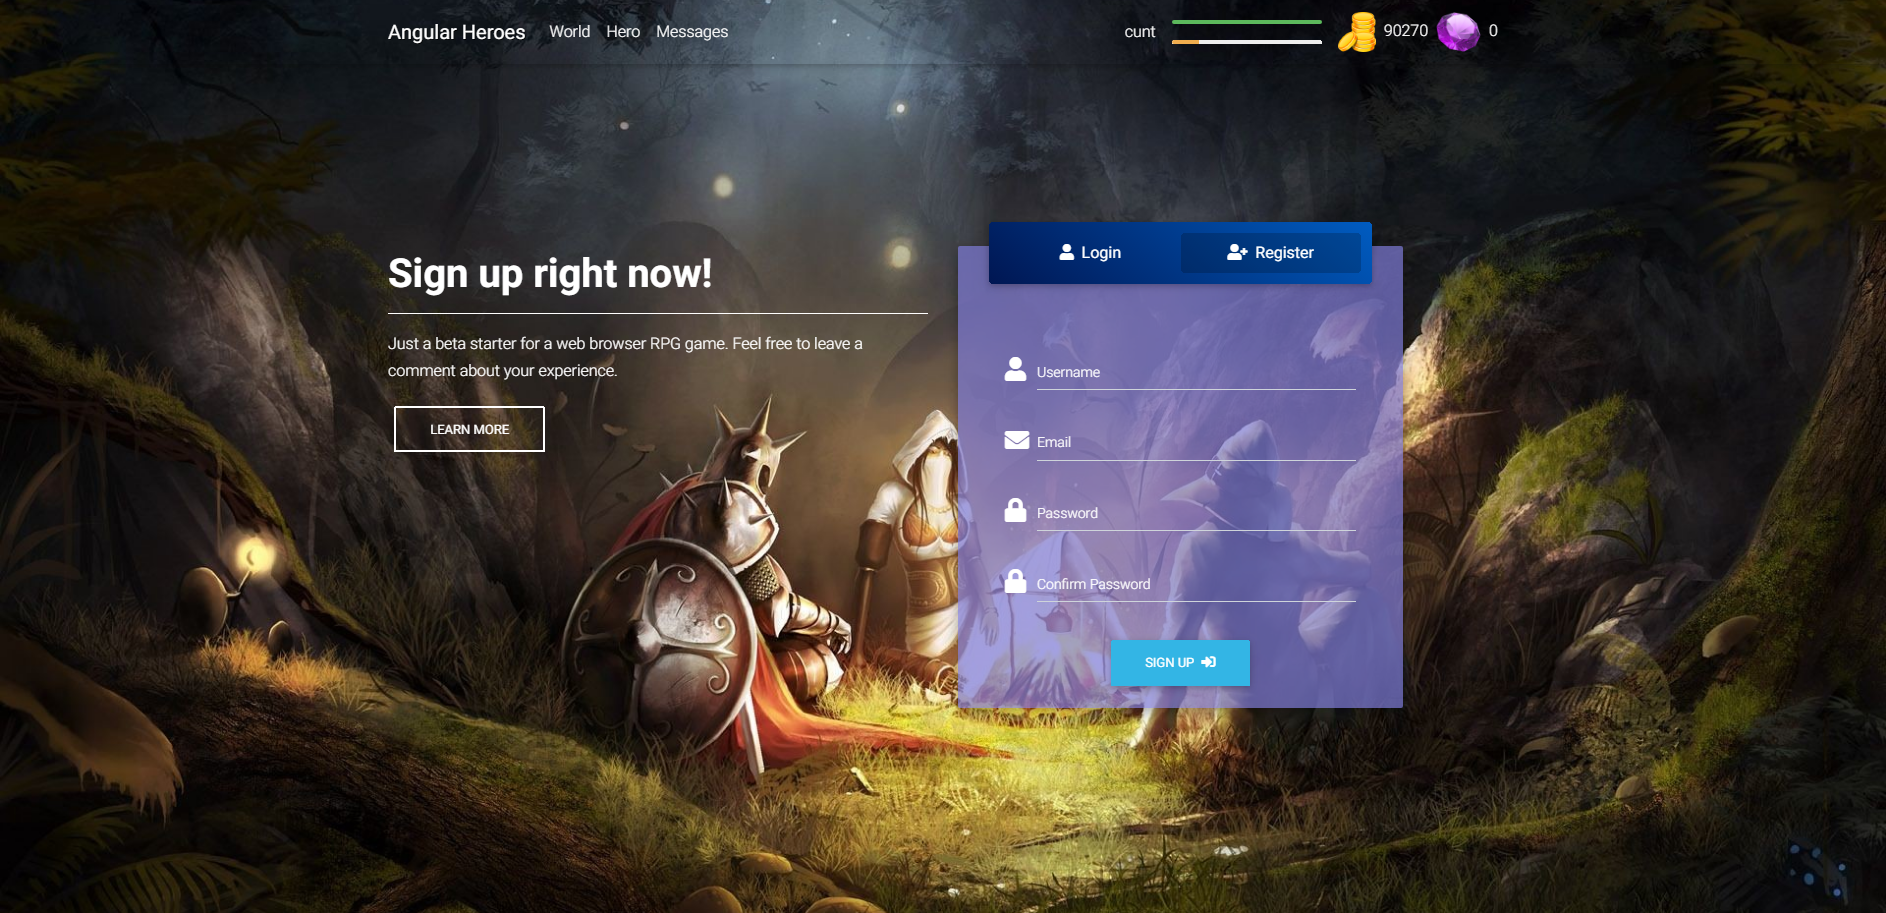 Angular Heroes World Hero Messages cunt 90270 0
Login Register
Sign up right now!
Just a beta starter for a web browser RPG game. Feel free to leave a
comment about your experience.
LEARN MORE
Username
Email
Password
Confirm Password
SIGN UP